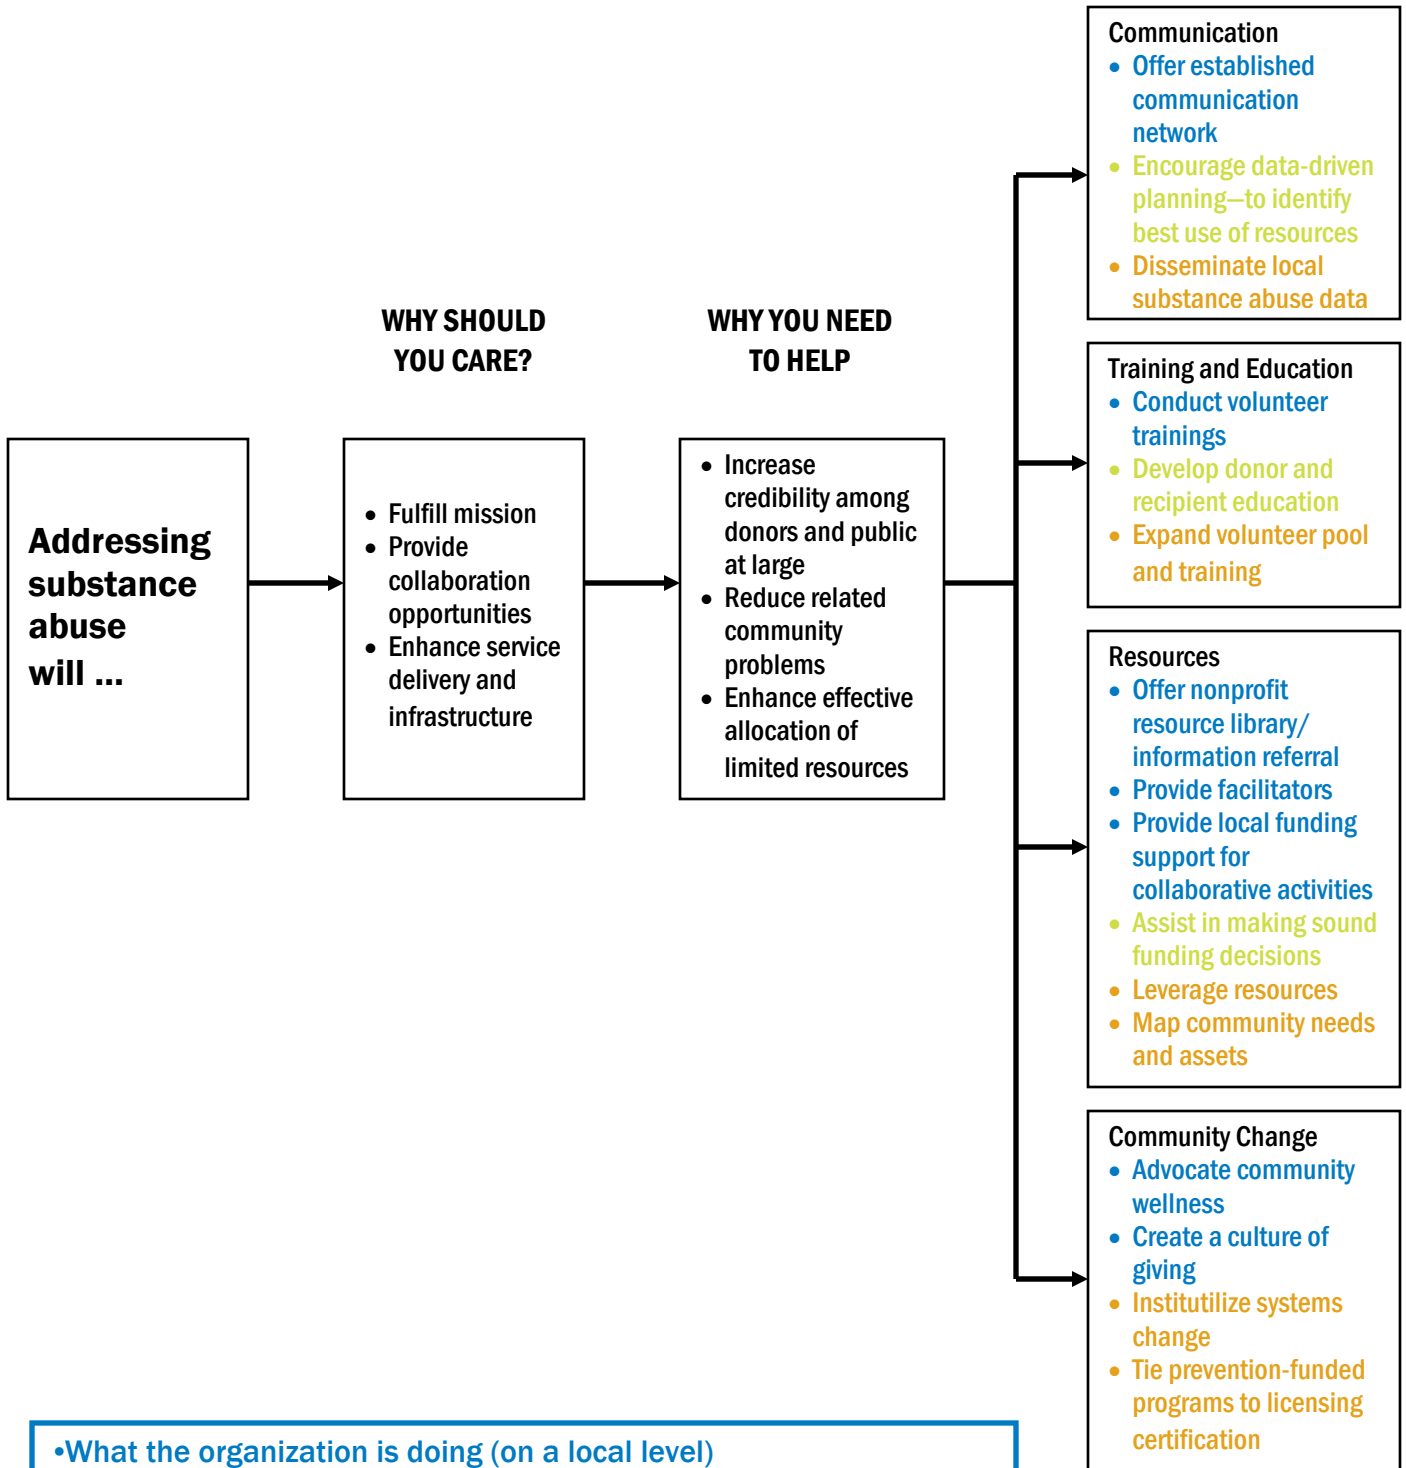 WHY SHOULD
YOU CARE?
WHY YOU NEED
TO HELP
Addressing
substance
abuse
will ...
• Fulfill mission
• Provide
collaboration
opportunities
• Enhance service
delivery and
infrastructure
• Increase
credibility among
donors and public
at large
• Reduce related
community
problems
• Enhance effective
allocation of
limited resources
Communication
• Offer established
communication
network
• Encourage data-driven
planning—to identify
best use of resources
• Disseminate local
substance abuse data
Training and Education
• Conduct volunteer
trainings
• Develop donor and
recipient education
• Expand volunteer pool
and training
Resources
• Offer nonprofit
resource library/
information referral
• Provide facilitators
• Provide local funding
support for
collaborative activities
• Assist in making sound
funding decisions
• Leverage resources
• Map community needs
and assets
Community Change
• Advocate community
wellness
• Create a culture of
giving
• Institutilize systems
change
• Tie prevention-funded
programs to licensing
certification
•What the organization is doing (on a local level)